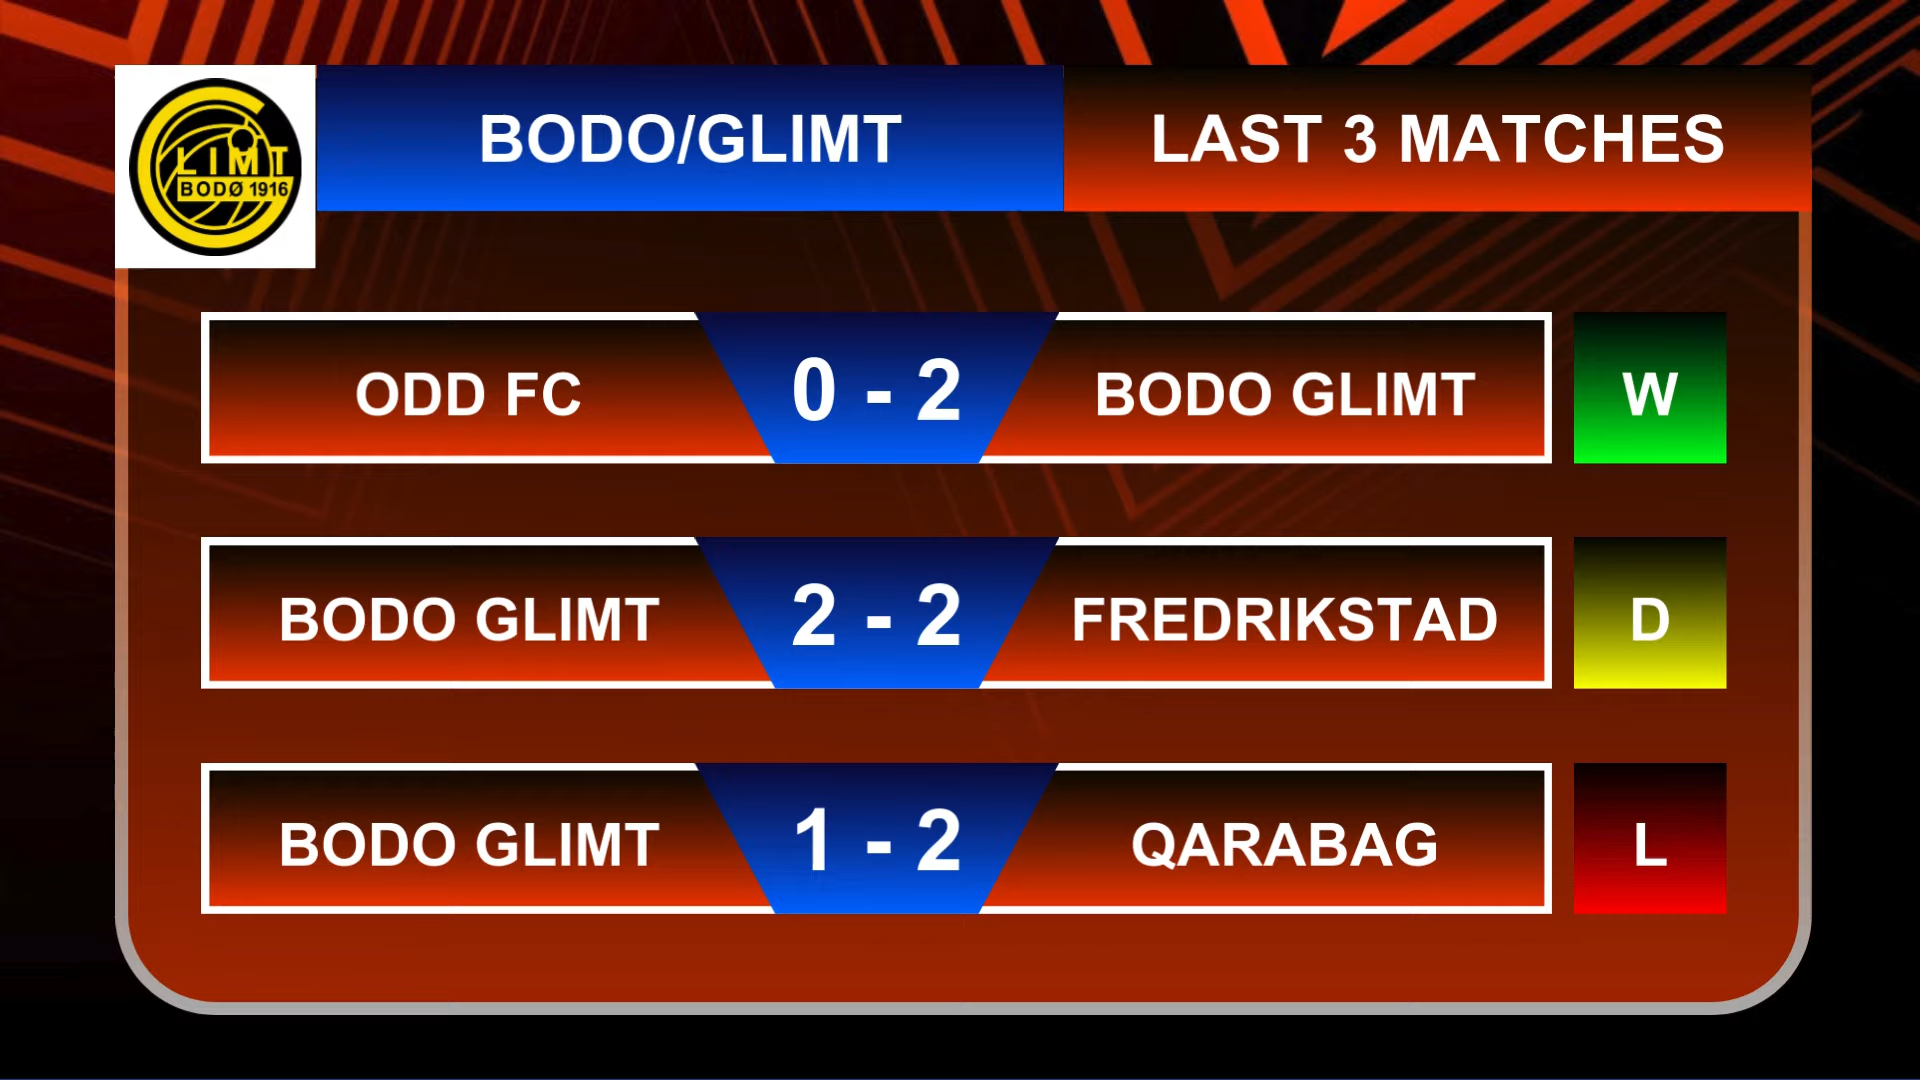 BODO/GLIMT LAST 3 MATCHES
LIMT
BODØ 1916
ODD FC 0 - 2 BODO GLIMT W
BODO GLIMT 2 - 2 FREDRIKSTAD D
BODO GLIMT 1 - 2 QARABAG L